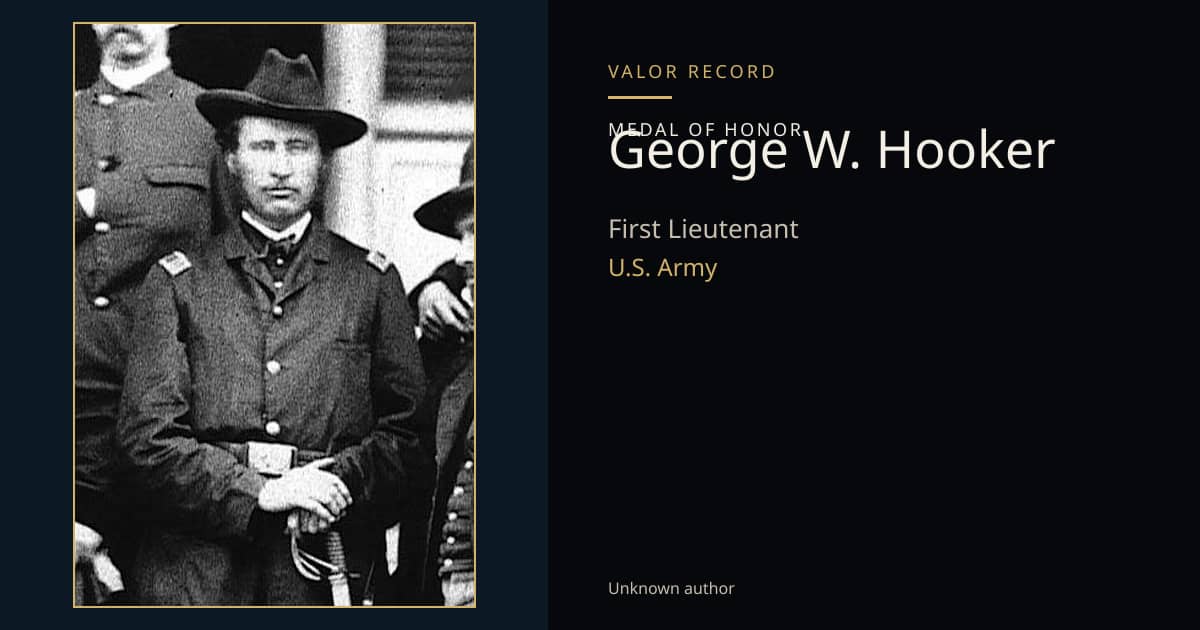 VALOR RECORD
MEDAL OF HONOR
George W. Hooker
First Lieutenant
U.S. Army
Unknown author